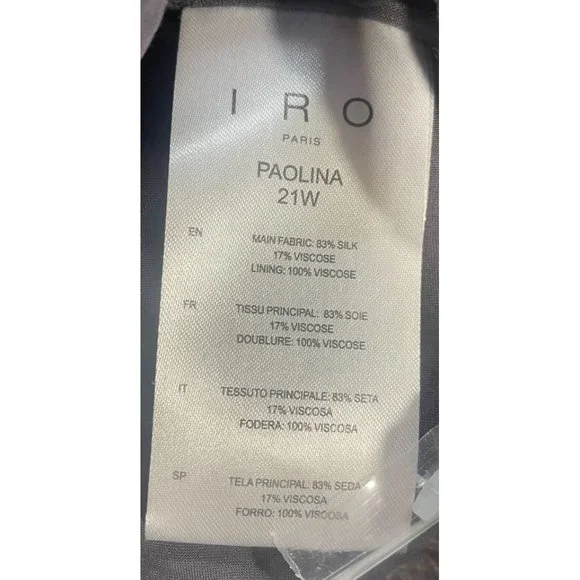 IRO
PARIS
PAOLINA
21W
EN
MAIN FABRIC: 83% SILK
17% VISCOSE
LINING: 100% VISCOSE
FR
TISSU PRINCIPAL: 83% SOIE
17% VISCOSE
DOUBLURE: 100% VISCOSE
IT
TESSUTO PRINCIPALE: 83% SETA
17% VISCOSA
FODERA: 100% VISCOSA
SP
TELA PRINCIPAL: 83% SEDA
17% VISCOSA
FORRO: 100% VISCOSA